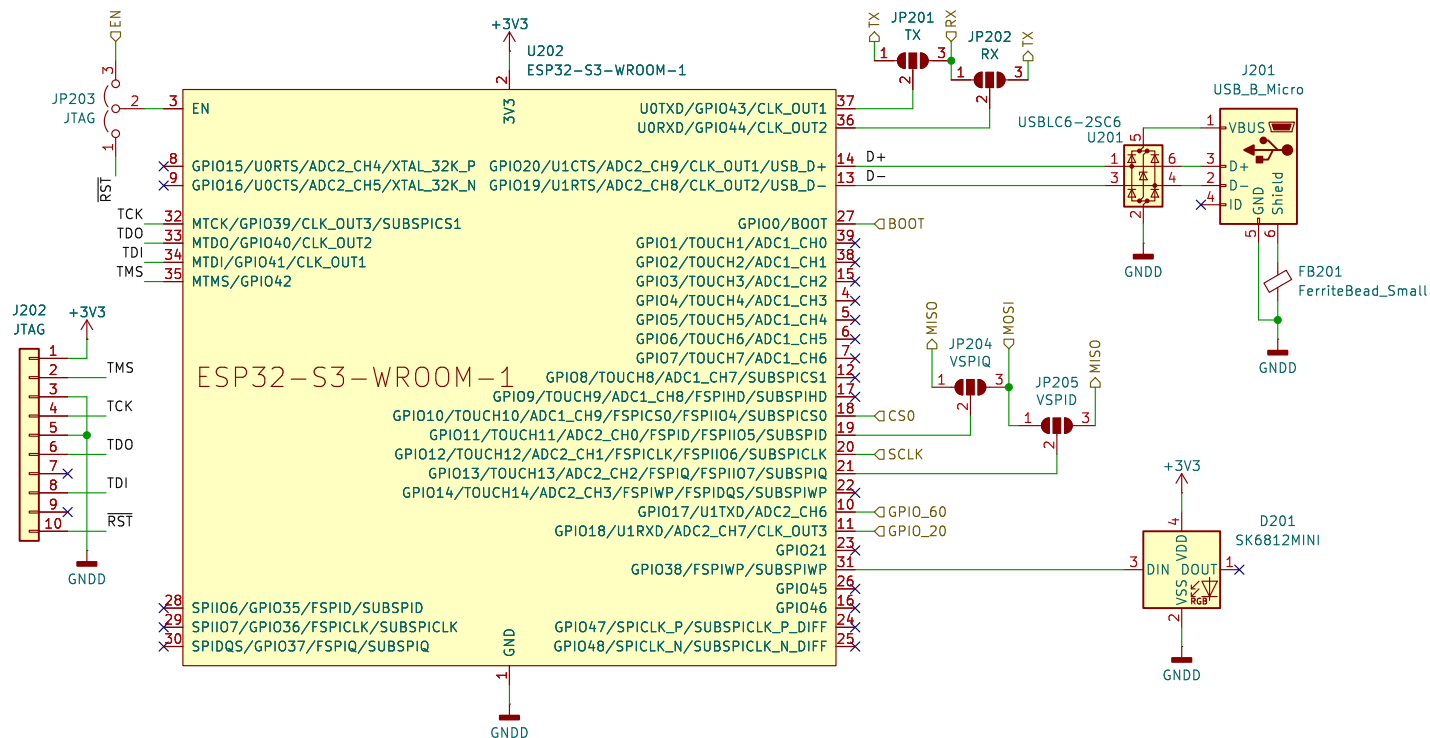 EN
3
JP203
JTAG
2
1
RST
+3V3
U202
ESP32-S3-WROOM-1
2
3V3
3 EN
8 GPIO15/U0RTS/ADC2_CH4/XTAL_32K_P
9 GPIO16/U0CTS/ADC2_CH5/XTAL_32K_N
TCK 32 MTCK/GPIO39/CLK_OUT3/SUBSPICS1
TDO 33 MTDO/GPIO40/CLK_OUT2
TDI 34 MTDI/GPIO41/CLK_OUT1
TMS 35 MTMS/GPIO42
ESP32-S3-WROOM-1
28 SPIIO6/GPIO35/FSPID/SUBSPID
29 SPIIO7/GPIO36/FSPICLK/SUBSPICLK
30 SPIDQS/GPIO37/FSPIQ/SUBSPIQ
GND
1
GNDD
U0TXD/GPIO43/CLK_OUT1 37
U0RXD/GPIO44/CLK_OUT2 36
GPIO20/U1CTS/ADC2_CH9/CLK_OUT1/USB_D+ 14 D+
GPIO19/U1RTS/ADC2_CH8/CLK_OUT2/USB_D- 13 D-
GPIO0/BOOT 27 BOOT
GPIO1/TOUCH1/ADC1_CH0 39
GPIO2/TOUCH2/ADC1_CH1 38
GPIO3/TOUCH3/ADC1_CH2 15
GPIO4/TOUCH4/ADC1_CH3 4
GPIO5/TOUCH5/ADC1_CH4 5
GPIO6/TOUCH6/ADC1_CH5 6
GPIO7/TOUCH7/ADC1_CH6 7
GPIO8/TOUCH8/ADC1_CH7/SUBSPICS1 12
GPIO9/TOUCH9/ADC1_CH8/FSPIHD/SUBSPIHD 17
GPIO10/TOUCH10/ADC1_CH9/FSPICS0/FSPIIO4/SUBSPICS0 18 CS0
GPIO11/TOUCH11/ADC2_CH0/FSPID/FSPIIO5/SUBSPID 19
GPIO12/TOUCH12/ADC2_CH1/FSPICLK/FSPIIO6/SUBSPICLK 20 SCLK
GPIO13/TOUCH13/ADC2_CH2/FSPIQ/FSPIIO7/SUBSPIQ 21
GPIO14/TOUCH14/ADC2_CH3/FSPIWP/FSPIDQS/SUBSPIWP 22
GPIO17/U1TXD/ADC2_CH6 10 GPIO_60
GPIO18/U1RXD/ADC2_CH7/CLK_OUT3 11 GPIO_20
GPIO21 23
GPIO38/FSPIWP/SUBSPIWP 31
GPIO45 26
GPIO46 16
GPIO47/SPICLK_P/SUBSPICLK_P_DIFF 24
GPIO48/SPICLK_N/SUBSPICLK_N_DIFF 25
J202
JTAG
+3V3
1
2 TMS
3
4 TCK
5
6 TDO
7
8 TDI
9
10 RST
GNDD
TX
JP201
TX
1 3
2
RX
JP202
RX
TX
1 3
2
USBLC6-2SC6
U201
5
1 6
3 4
2
GNDD
J201
USB_B_Micro
1 VBUS
3 D+
2 D-
4 ID
GND
Shield
5 6
FB201
FerriteBead_Small
GNDD
MISO
JP204
VSPIQ
1 3
2
MOSI
JP205
VSPID
MISO
1 3
2
+3V3
4
VDD
D201
SK6812MINI
3 DIN DOUT 1
VSS
RGB
2
GNDD